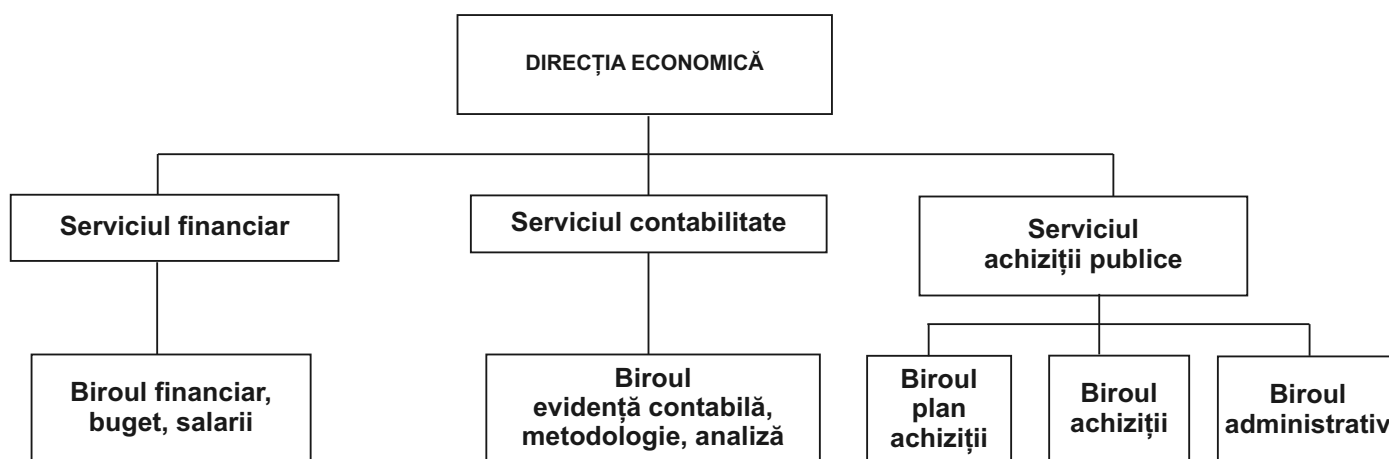 DIRECȚIA ECONOMICĂ
Serviciul financiar
Serviciul contabilitate
Serviciul
achiziții publice
Biroul financiar,
buget, salarii
Biroul
evidență contabilă,
metodologie, analiză
Biroul
plan
achiziții
Biroul
achiziții
Biroul
administrativ